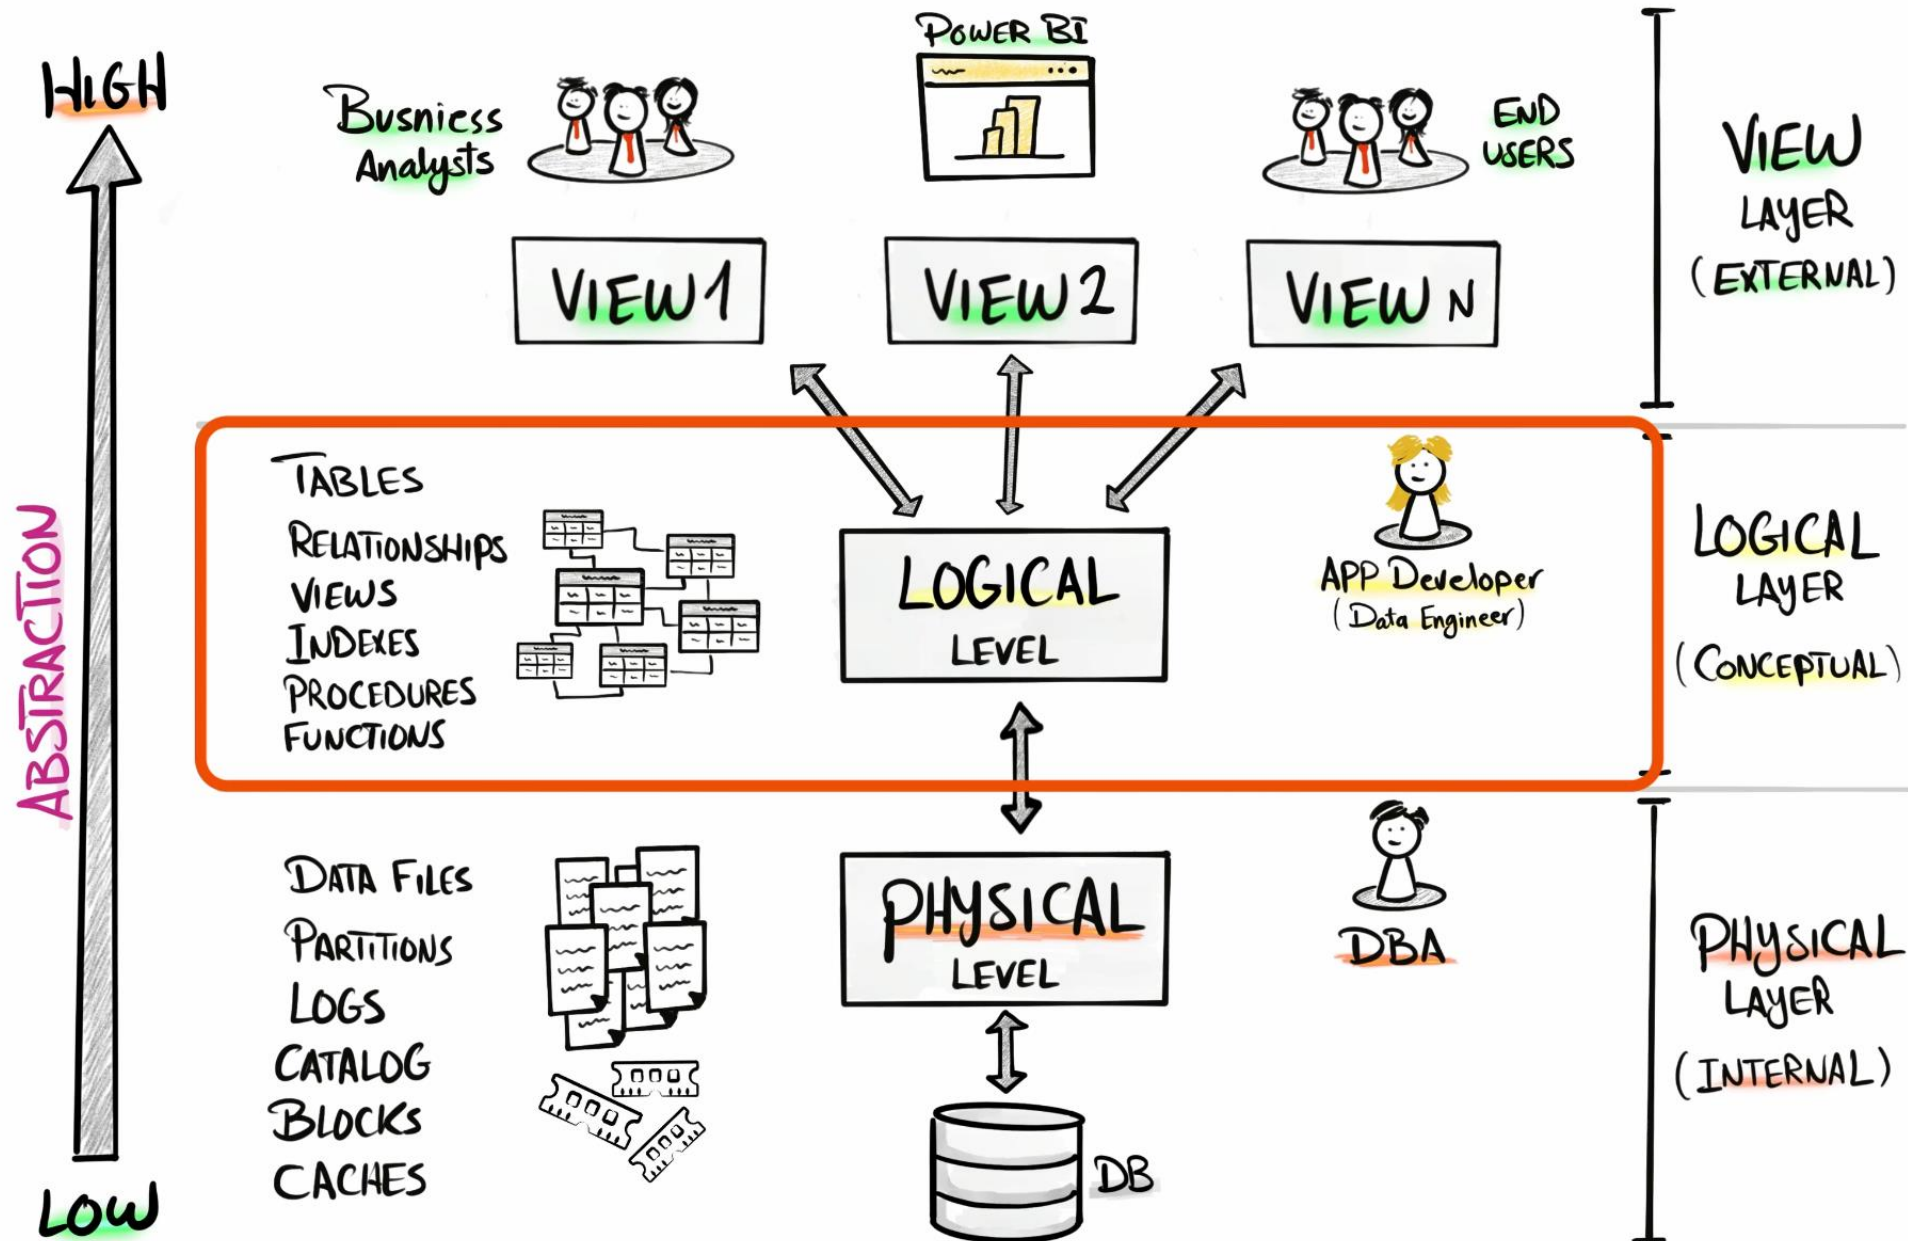 HIGH
ABSTRACTION
LOW
Busniess
Analysts
POWER BI
END
USERS
VIEW 1
VIEW 2
VIEW N
VIEW
LAYER
(EXTERNAL)
TABLES
RELATIONSHIPS
VIEWS
INDEXES
PROCEDURES
FUNCTIONS
LOGICAL
LEVEL
APP Developer
(Data Engineer)
LOGICAL
LAYER
(CONCEPTUAL)
DATA FILES
PARTITIONS
LOGS
CATALOG
BLOCKS
CACHES
PHYSICAL
LEVEL
DB
DBA
PHYSICAL
LAYER
(INTERNAL)